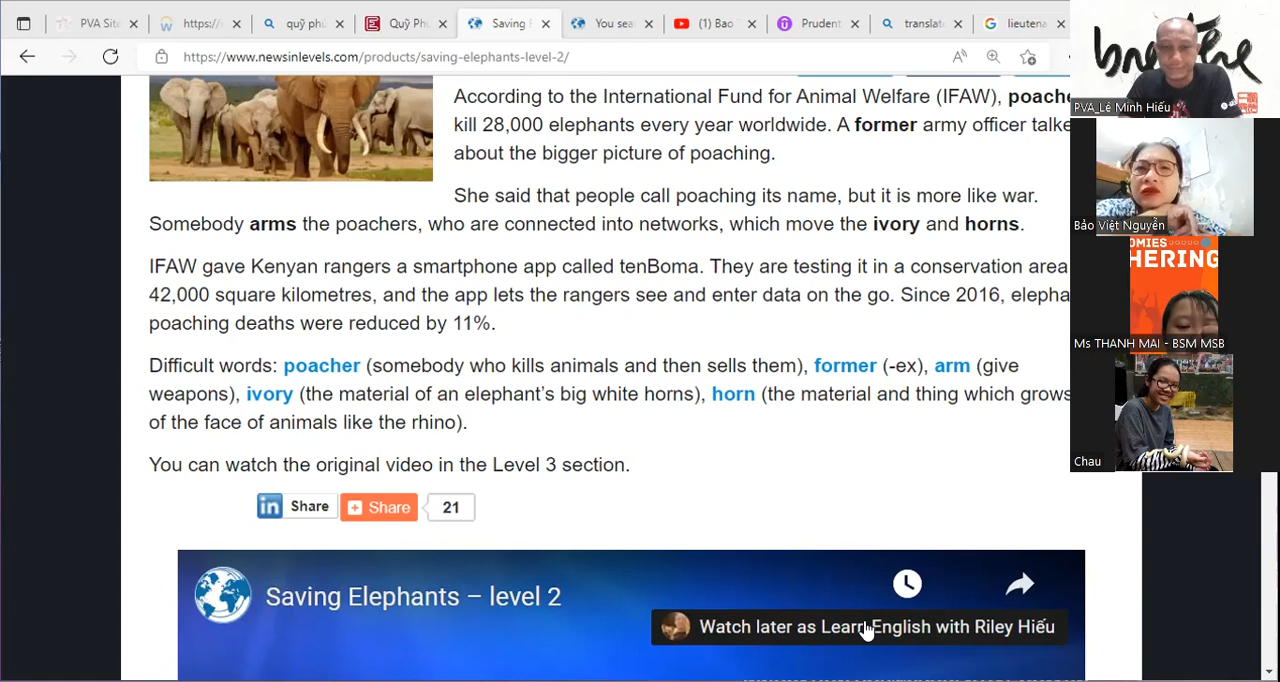 PVA Site
https://w
quỹ phú
Quỹ Phú
Saving E
You sea
(1) Bao T
Prudent
translate
lieutena
https://www.newsinlevels.com/products/saving-elephants-level-2/
breathe
PVA_Lê Minh Hiếu
According to the International Fund for Animal Welfare (IFAW), poache
kill 28,000 elephants every year worldwide. A former army officer talke
about the bigger picture of poaching.
She said that people call poaching its name, but it is more like war.
Somebody arms the poachers, who are connected into networks, which move the ivory and horns.
IFAW gave Kenyan rangers a smartphone app called tenBoma. They are testing it in a conservation area
42,000 square kilometres, and the app lets the rangers see and enter data on the go. Since 2016, elepha
poaching deaths were reduced by 11%.
Difficult words: poacher (somebody who kills animals and then sells them), former (-ex), arm (give
weapons), ivory (the material of an elephant's big white horns), horn (the material and thing which grows
of the face of animals like the rhino).
You can watch the original video in the Level 3 section.
in Share
Share
21
Saving Elephants – level 2
Watch later as Learn English with Riley Hiếu
Bảo Việt Nguyễn
OMIES
HERING
Ms THANH MAI - BSM MSB
Chau